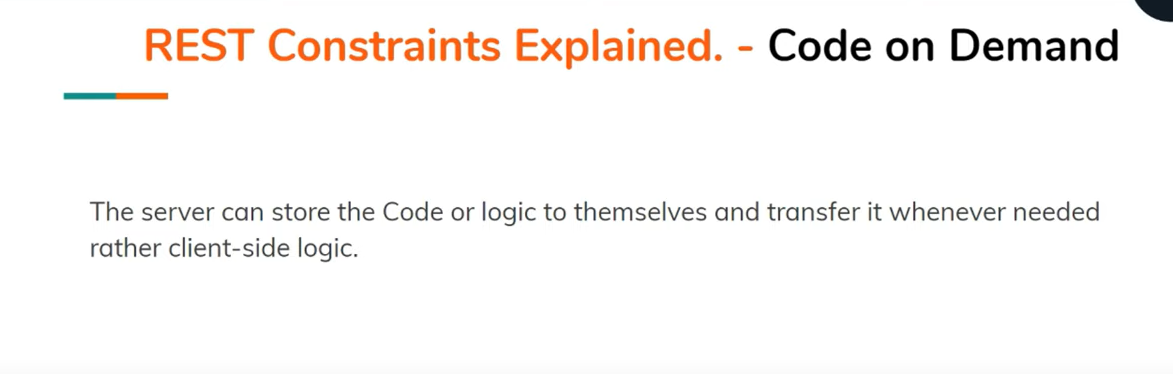 REST Constraints Explained. - Code on Demand
The server can store the Code or logic to themselves and transfer it whenever needed
rather client-side logic.